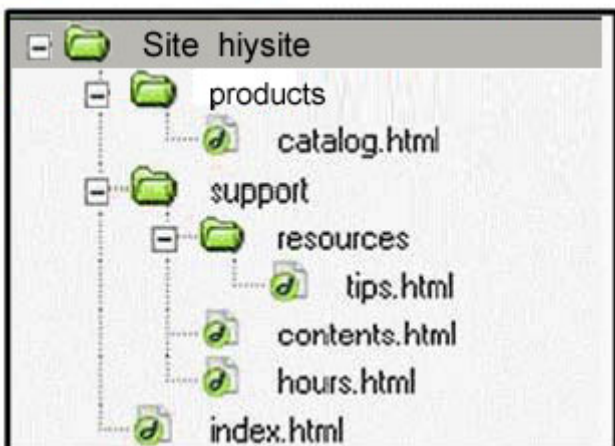 Site hiysite
products
catalog.html
support
resources
tips.html
contents.html
hours.html
index.html